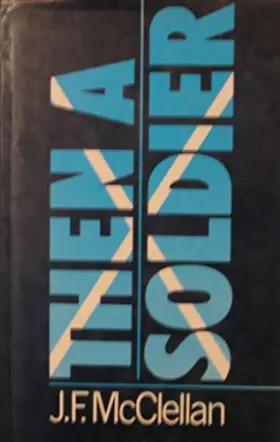 THEN A
SOLDIER
J.F. McClellan